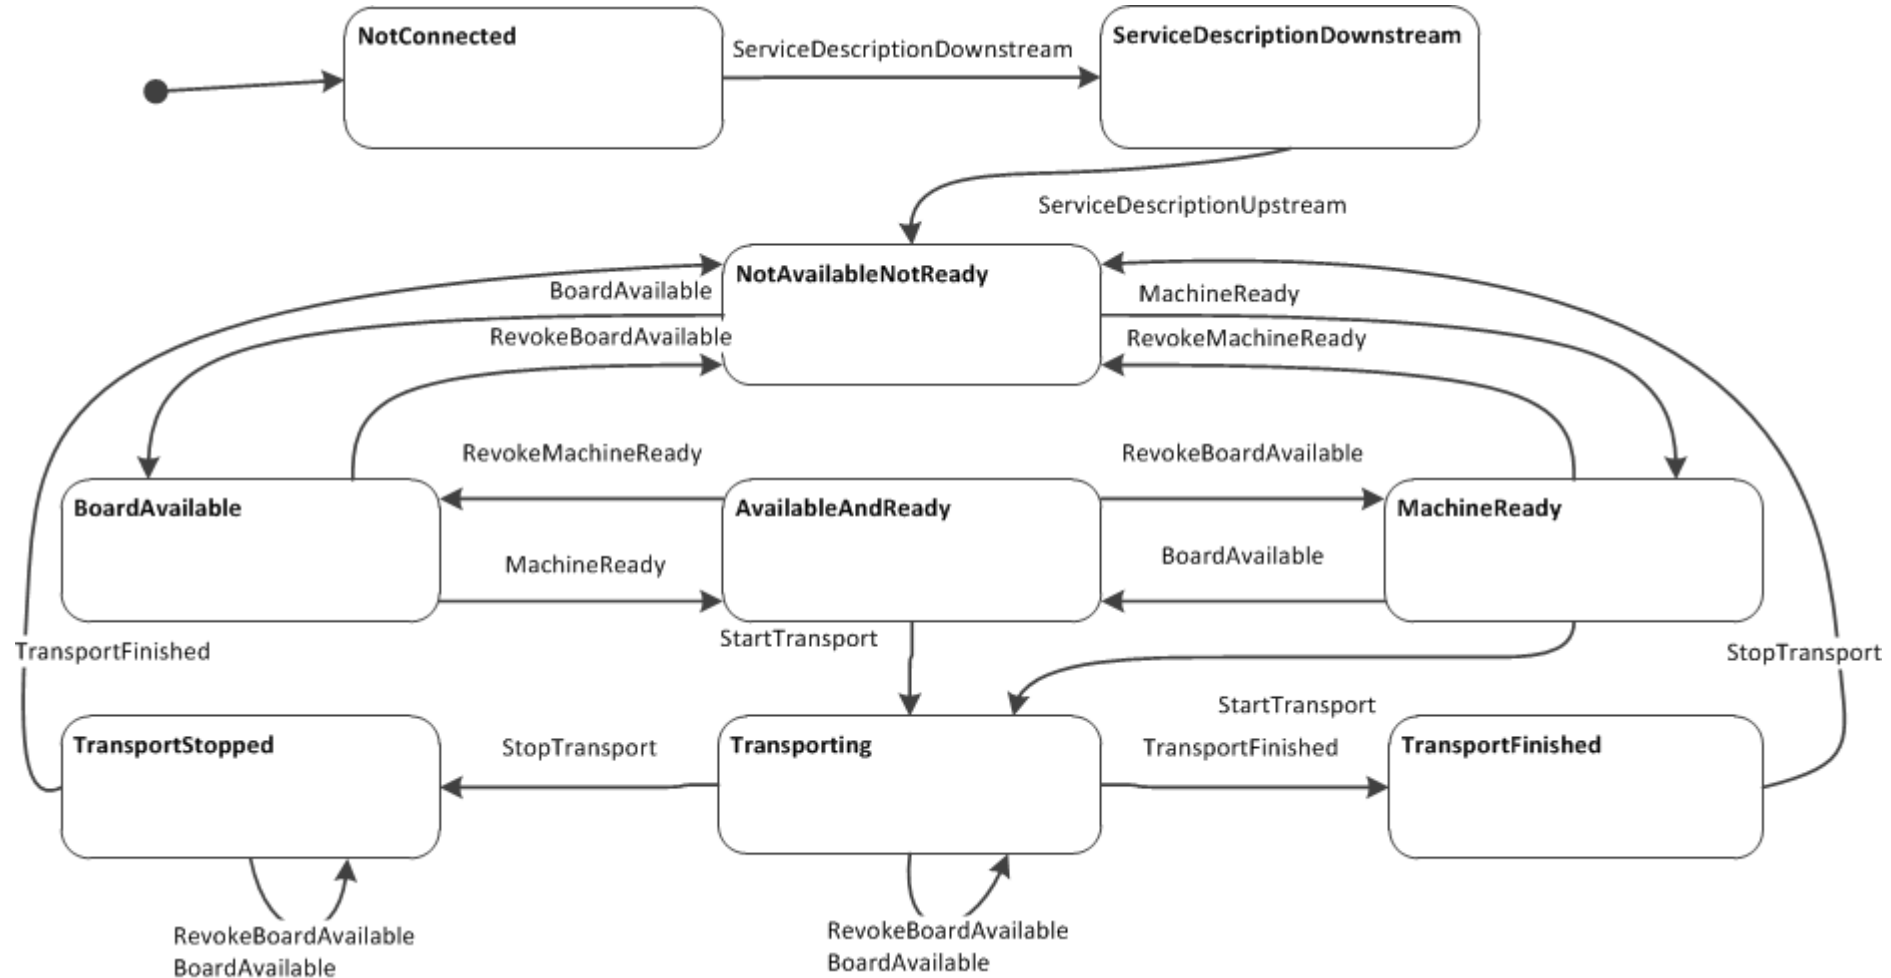 NotConnected
ServiceDescriptionDownstream
ServiceDescriptionDownstream
ServiceDescriptionUpstream
NotAvailableNotReady
BoardAvailable
MachineReady
RevokeBoardAvailable
RevokeMachineReady
RevokeMachineReady
RevokeBoardAvailable
BoardAvailable
AvailableAndReady
MachineReady
MachineReady
BoardAvailable
StartTransport
TransportFinished
StopTransport
StartTransport
TransportStopped
StopTransport
Transporting
TransportFinished
TransportFinished
RevokeBoardAvailable
BoardAvailable
RevokeBoardAvailable
BoardAvailable